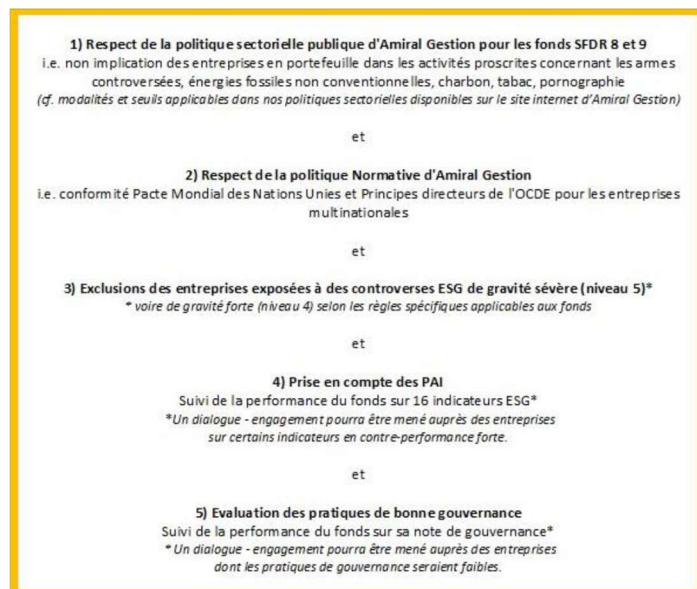 1) Respect de la politique sectorielle publique d'Amiral Gestion pour les fonds SFDR 8 et 9
i.e. non implication des entreprises en portefeuille dans les activités proscrites concernant les armes
controversées, énergies fossiles non conventionnelles, charbon, tabac, pornographie
(cf. modalités et seuils applicables dans nos politiques sectorielles disponibles sur le site internet d'Amiral Gestion)
et
2) Respect de la politique Normative d'Amiral Gestion
i.e. conformité Pacte Mondial des Nations Unies et Principes directeurs de l'OCDE pour les entreprises
multinationales
et
3) Exclusions des entreprises exposées à des controverses ESG de gravité sévère (niveau 5)*
* voire de gravité forte (niveau 4) selon les règles spécifiques applicables aux fonds
et
4) Prise en compte des PAI
Suivi de la performance du fonds sur 16 indicateurs ESG*
*Un dialogue - engagement pourra être mené auprès des entreprises
sur certains indicateurs en contre-performance forte.
et
5) Evaluation des pratiques de bonne gouvernance
Suivi de la performance du fonds sur sa note de gouvernance*
* Un dialogue - engagement pourra être mené auprès des entreprises
dont les pratiques de gouvernance seraient faibles.